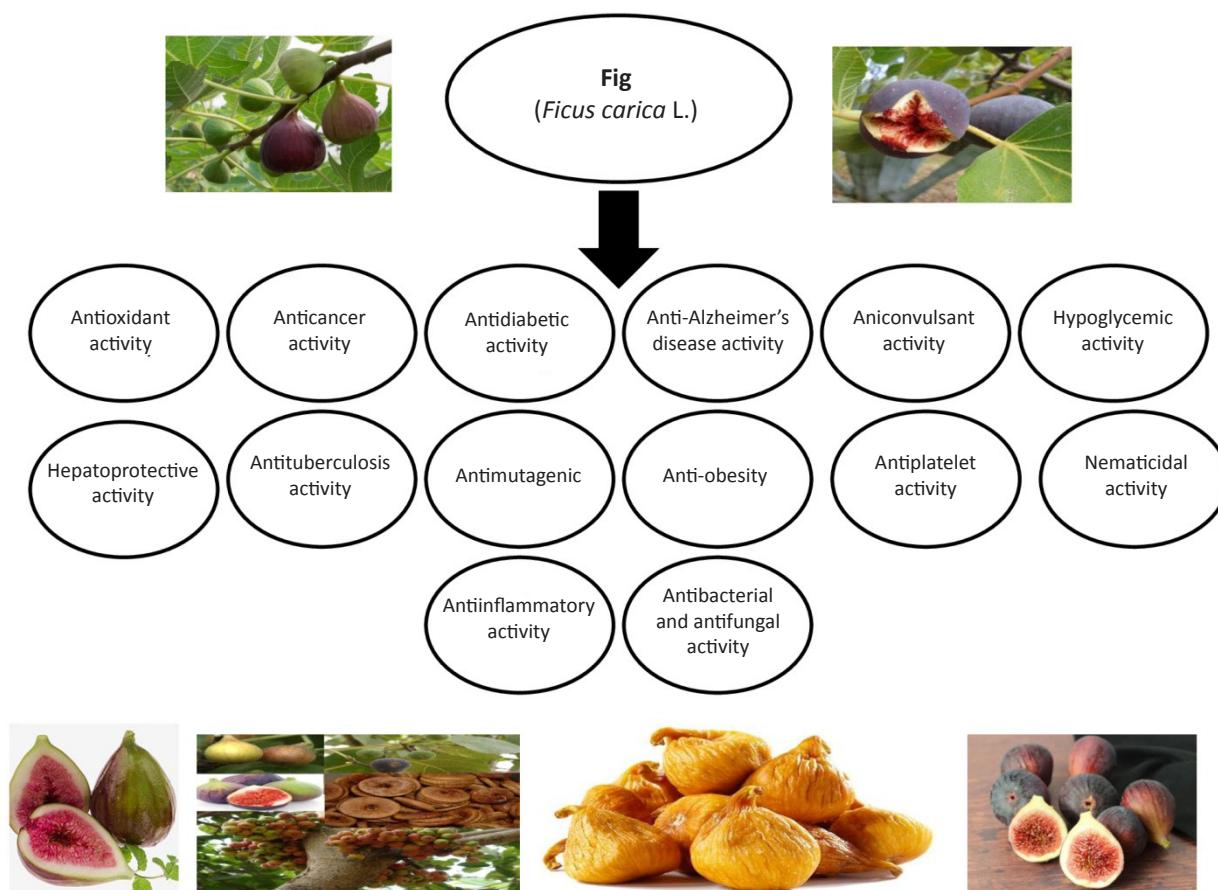 Fig
(Ficus carica L.)
Antioxidant
activity
Anticancer
activity
Antidiabetic
activity
Anti-Alzheimer's
disease activity
Aniconvulsant
activity
Hypoglycemic
activity
Hepatoprotective
activity
Antituberculosis
activity
Antimutagenic
Anti-obesity
Antiplatelet
activity
Nematicidal
activity
Antiinflammatory
activity
Antibacterial
and antifungal
activity